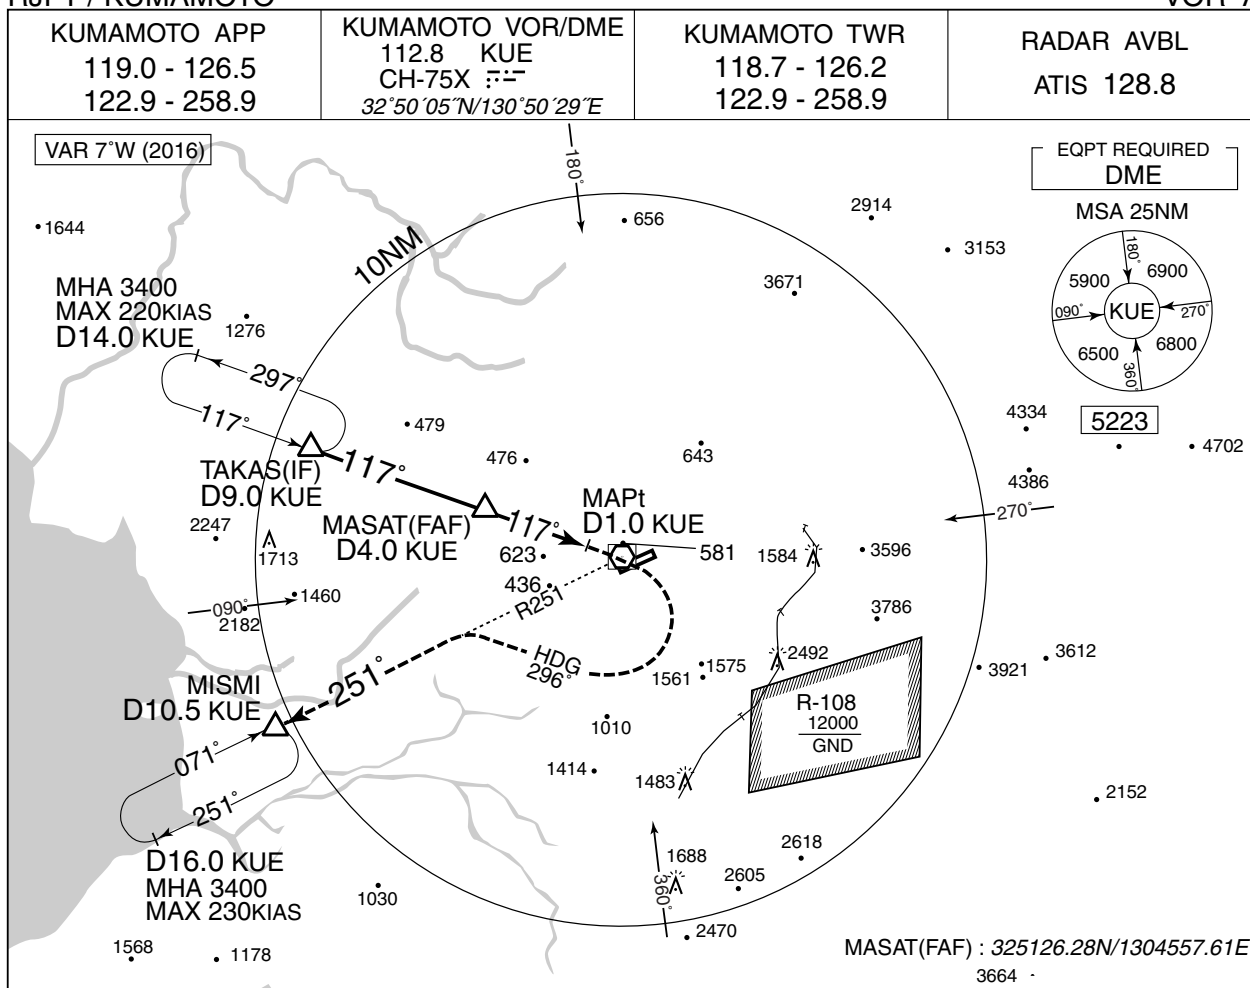 RJFT / KUMAMOTO
KUMAMOTO APP
119.0 - 126.5
122.9 - 258.9
KUMAMOTO VOR/DME
112.8 KUE
CH-75X
32°50´05˝N/130°50´29˝E
KUMAMOTO TWR
118.7 - 126.2
122.9 - 258.9
RADAR AVBL
ATIS 128.8
VAR 7°W (2016)
EQPT REQUIRED
DME
MSA 25NM
180°
5900
6900
090°
KUE
270°
6500
6800
360°
5223
180°
656
2914
3153
1644
10NM
3671
MHA 3400
MAX 220KIAS
D14.0 KUE
1276
297°
117°
479
4334
4702
4386
TAKAS(IF)
D9.0 KUE
117°
476
643
MAPt
D1.0 KUE
MASAT(FAF)
D4.0 KUE
117°
270°
2247
1713
623
581
1584
3596
436
R251
090°
1460
2182
3786
HDG
296°
1575
1561
2492
3612
3921
MISMI
D10.5 KUE
251°
071°
251°
R-108
12000
GND
1010
1414
1483
2152
D16.0 KUE
MHA 3400
MAX 230KIAS
1030
1688
360°
2618
2605
2470
1568
1178
MASAT(FAF) : 325126.28N/1304557.61E
3664